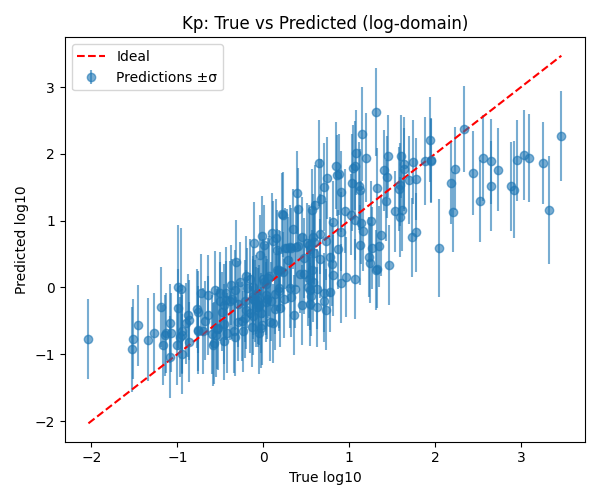 Kp: True vs Predicted (log-domain)
Ideal
Predictions ±σ
3
2
1
0
−1
−2
Predicted log10
−2 −1 0 1 2 3
True log10